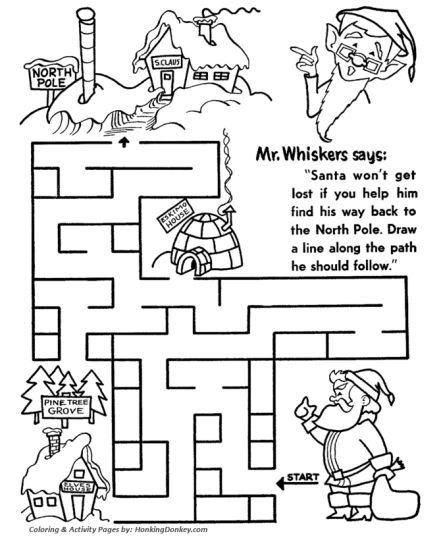 NORTH
POLE
S. CLAUS
Mr. Whiskers says:
"Santa won't get
lost if you help him
find his way back to
the North Pole. Draw
a line along the path
he should follow."
ESKIMO
HOUSE
PINE TREE
GROVE
ELVES
HOUSE
START
Coloring & Activity Pages by: HonkingDonkey.com